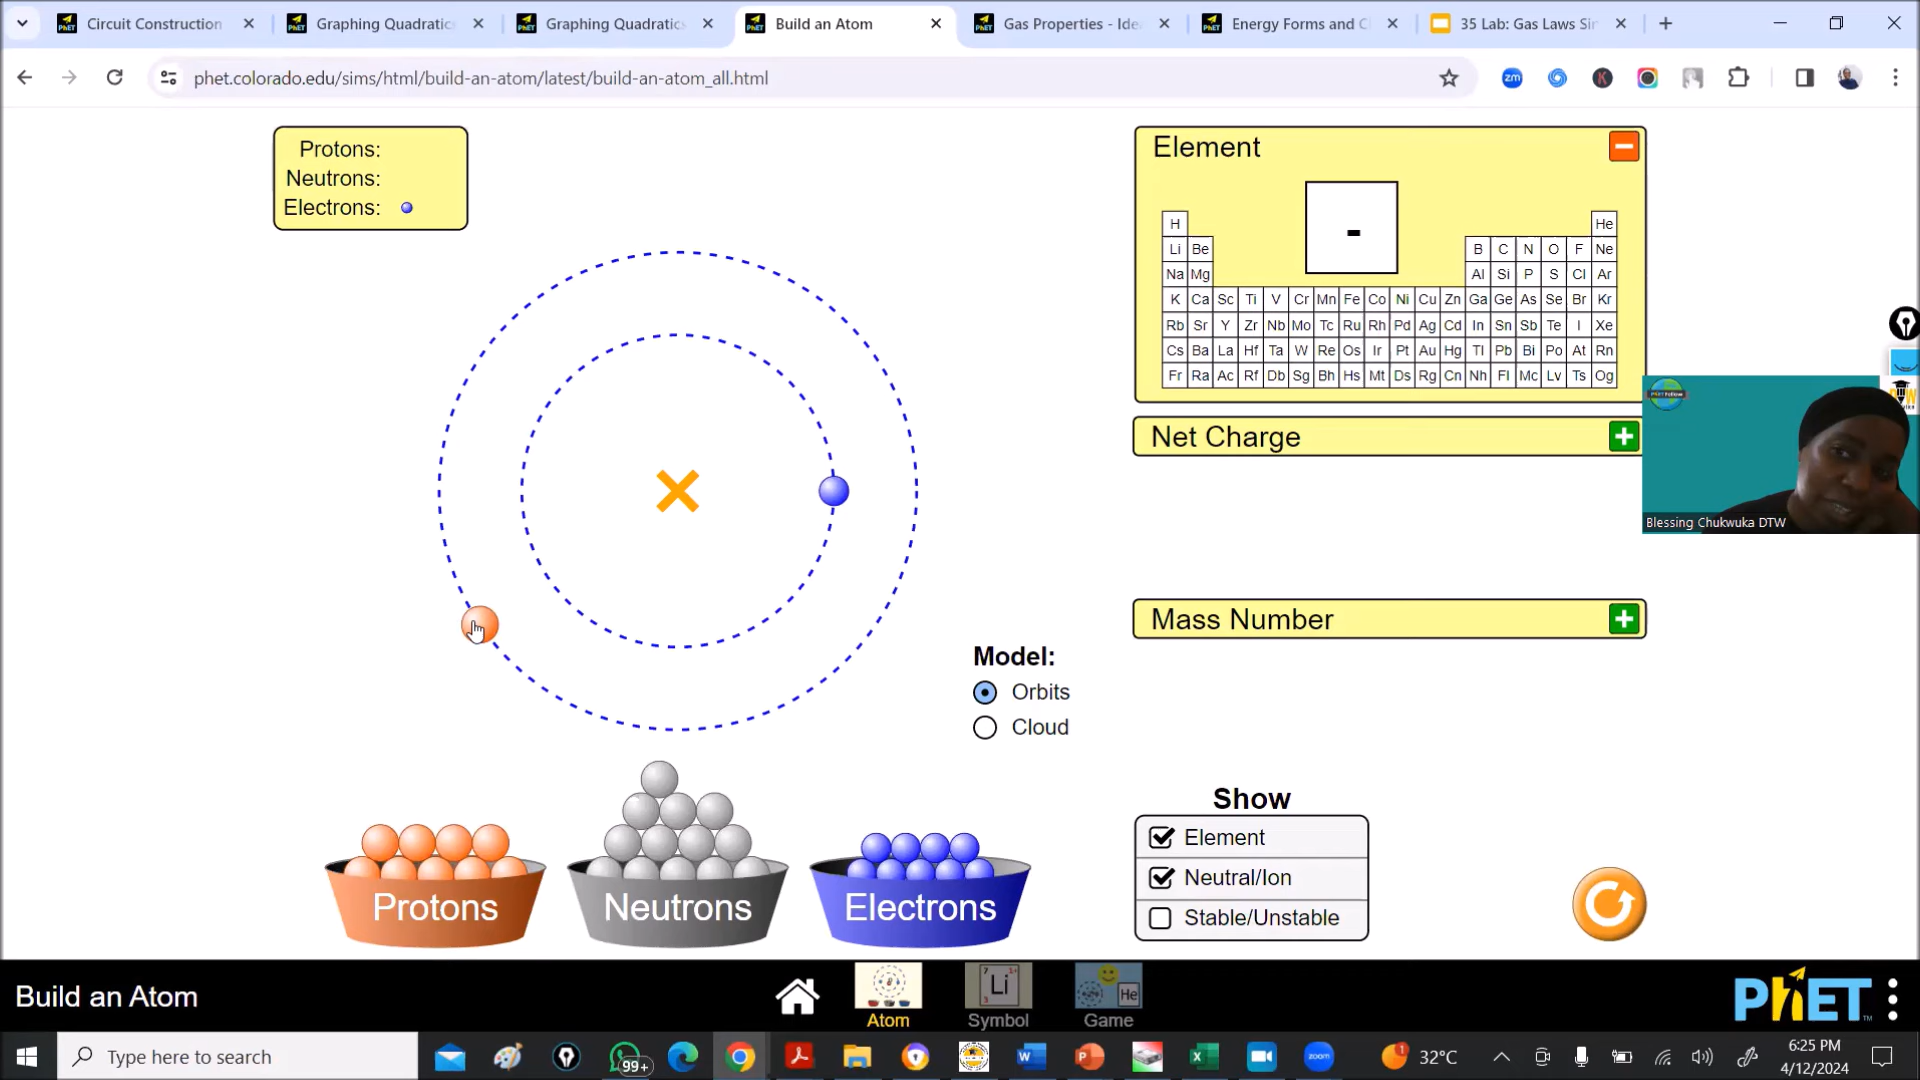 Circuit Construction
Graphing Quadratic
Graphing Quadratics
Build an Atom
Gas Properties - Ide
Energy Forms and C
35 Lab: Gas Laws Sim
phet.colorado.edu/sims/html/build-an-atom/latest/build-an-atom_all.html
zm
K
Protons:
Neutrons:
Electrons:
Element
-
H He
Li Be B C N O F Ne
Na Mg Al Si P S Cl Ar
K Ca Sc Ti V Cr Mn Fe Co Ni Cu Zn Ga Ge As Se Br Kr
Rb Sr Y Zr Nb Mo Tc Ru Rh Pd Ag Cd In Sn Sb Te I Xe
Cs Ba La Hf Ta W Re Os Ir Pt Au Hg Tl Pb Bi Po At Rn
Fr Ra Ac Rf Db Sg Bh Hs Mt Ds Rg Cn Nh Fl Mc Lv Ts Og
Net Charge
Blessing Chukwuka DTW
Mass Number
Model:
Orbits
Cloud
Show
Element
Neutral/Ion
Stable/Unstable
Protons
Neutrons
Electrons
Build an Atom
Atom
7 1+
Li
3
Symbol
He
Game
PhET
Type here to search
99+
zoom
1
32°C
6:25 PM
4/12/2024